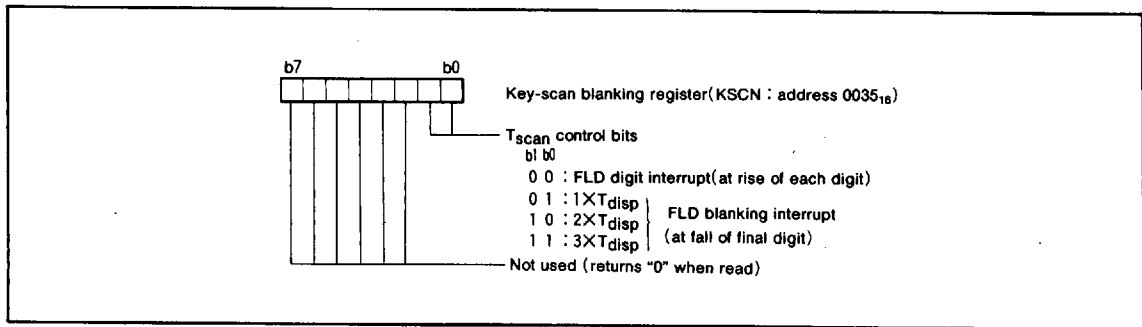 b7 b0
Key-scan blanking register(KSCN : address 0035₁₆)
Tscan control bits
b1 b0
0 0 : FLD digit interrupt(at rise of each digit)
0 1 : 1×Tdisp
1 0 : 2×Tdisp
1 1 : 3×Tdisp
FLD blanking interrupt
(at fall of final digit)
Not used (returns "0" when read)